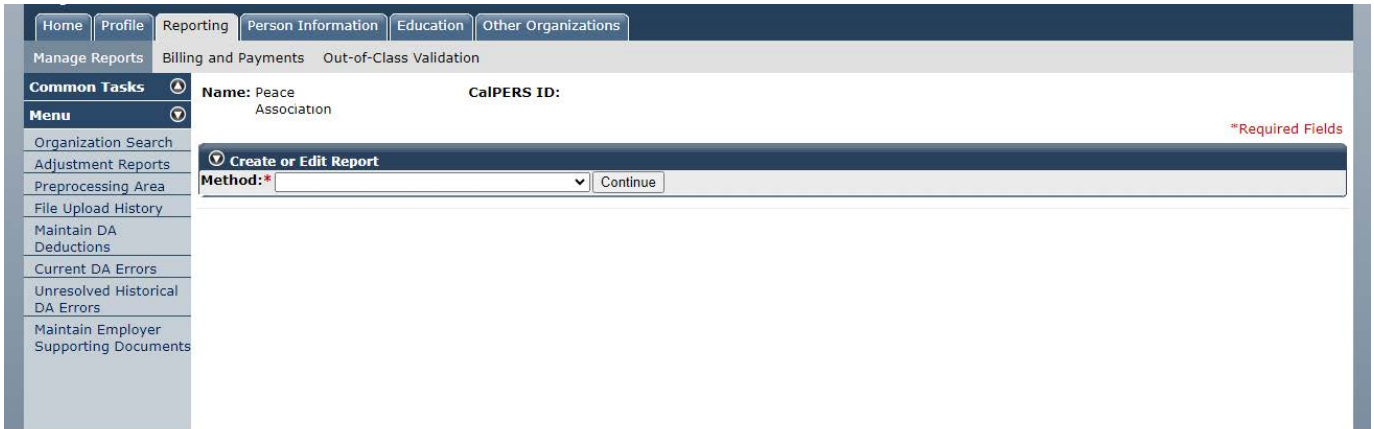 Home Profile Reporting Person Information Education Other Organizations
Manage Reports Billing and Payments Out-of-Class Validation
Common Tasks
Menu
Organization Search
Adjustment Reports
Preprocessing Area
File Upload History
Maintain DA
Deductions
Current DA Errors
Unresolved Historical
DA Errors
Maintain Employer
Supporting Documents
Name: Peace CalPERS ID:
Association
*Required Fields
Create or Edit Report
Method:* Continue